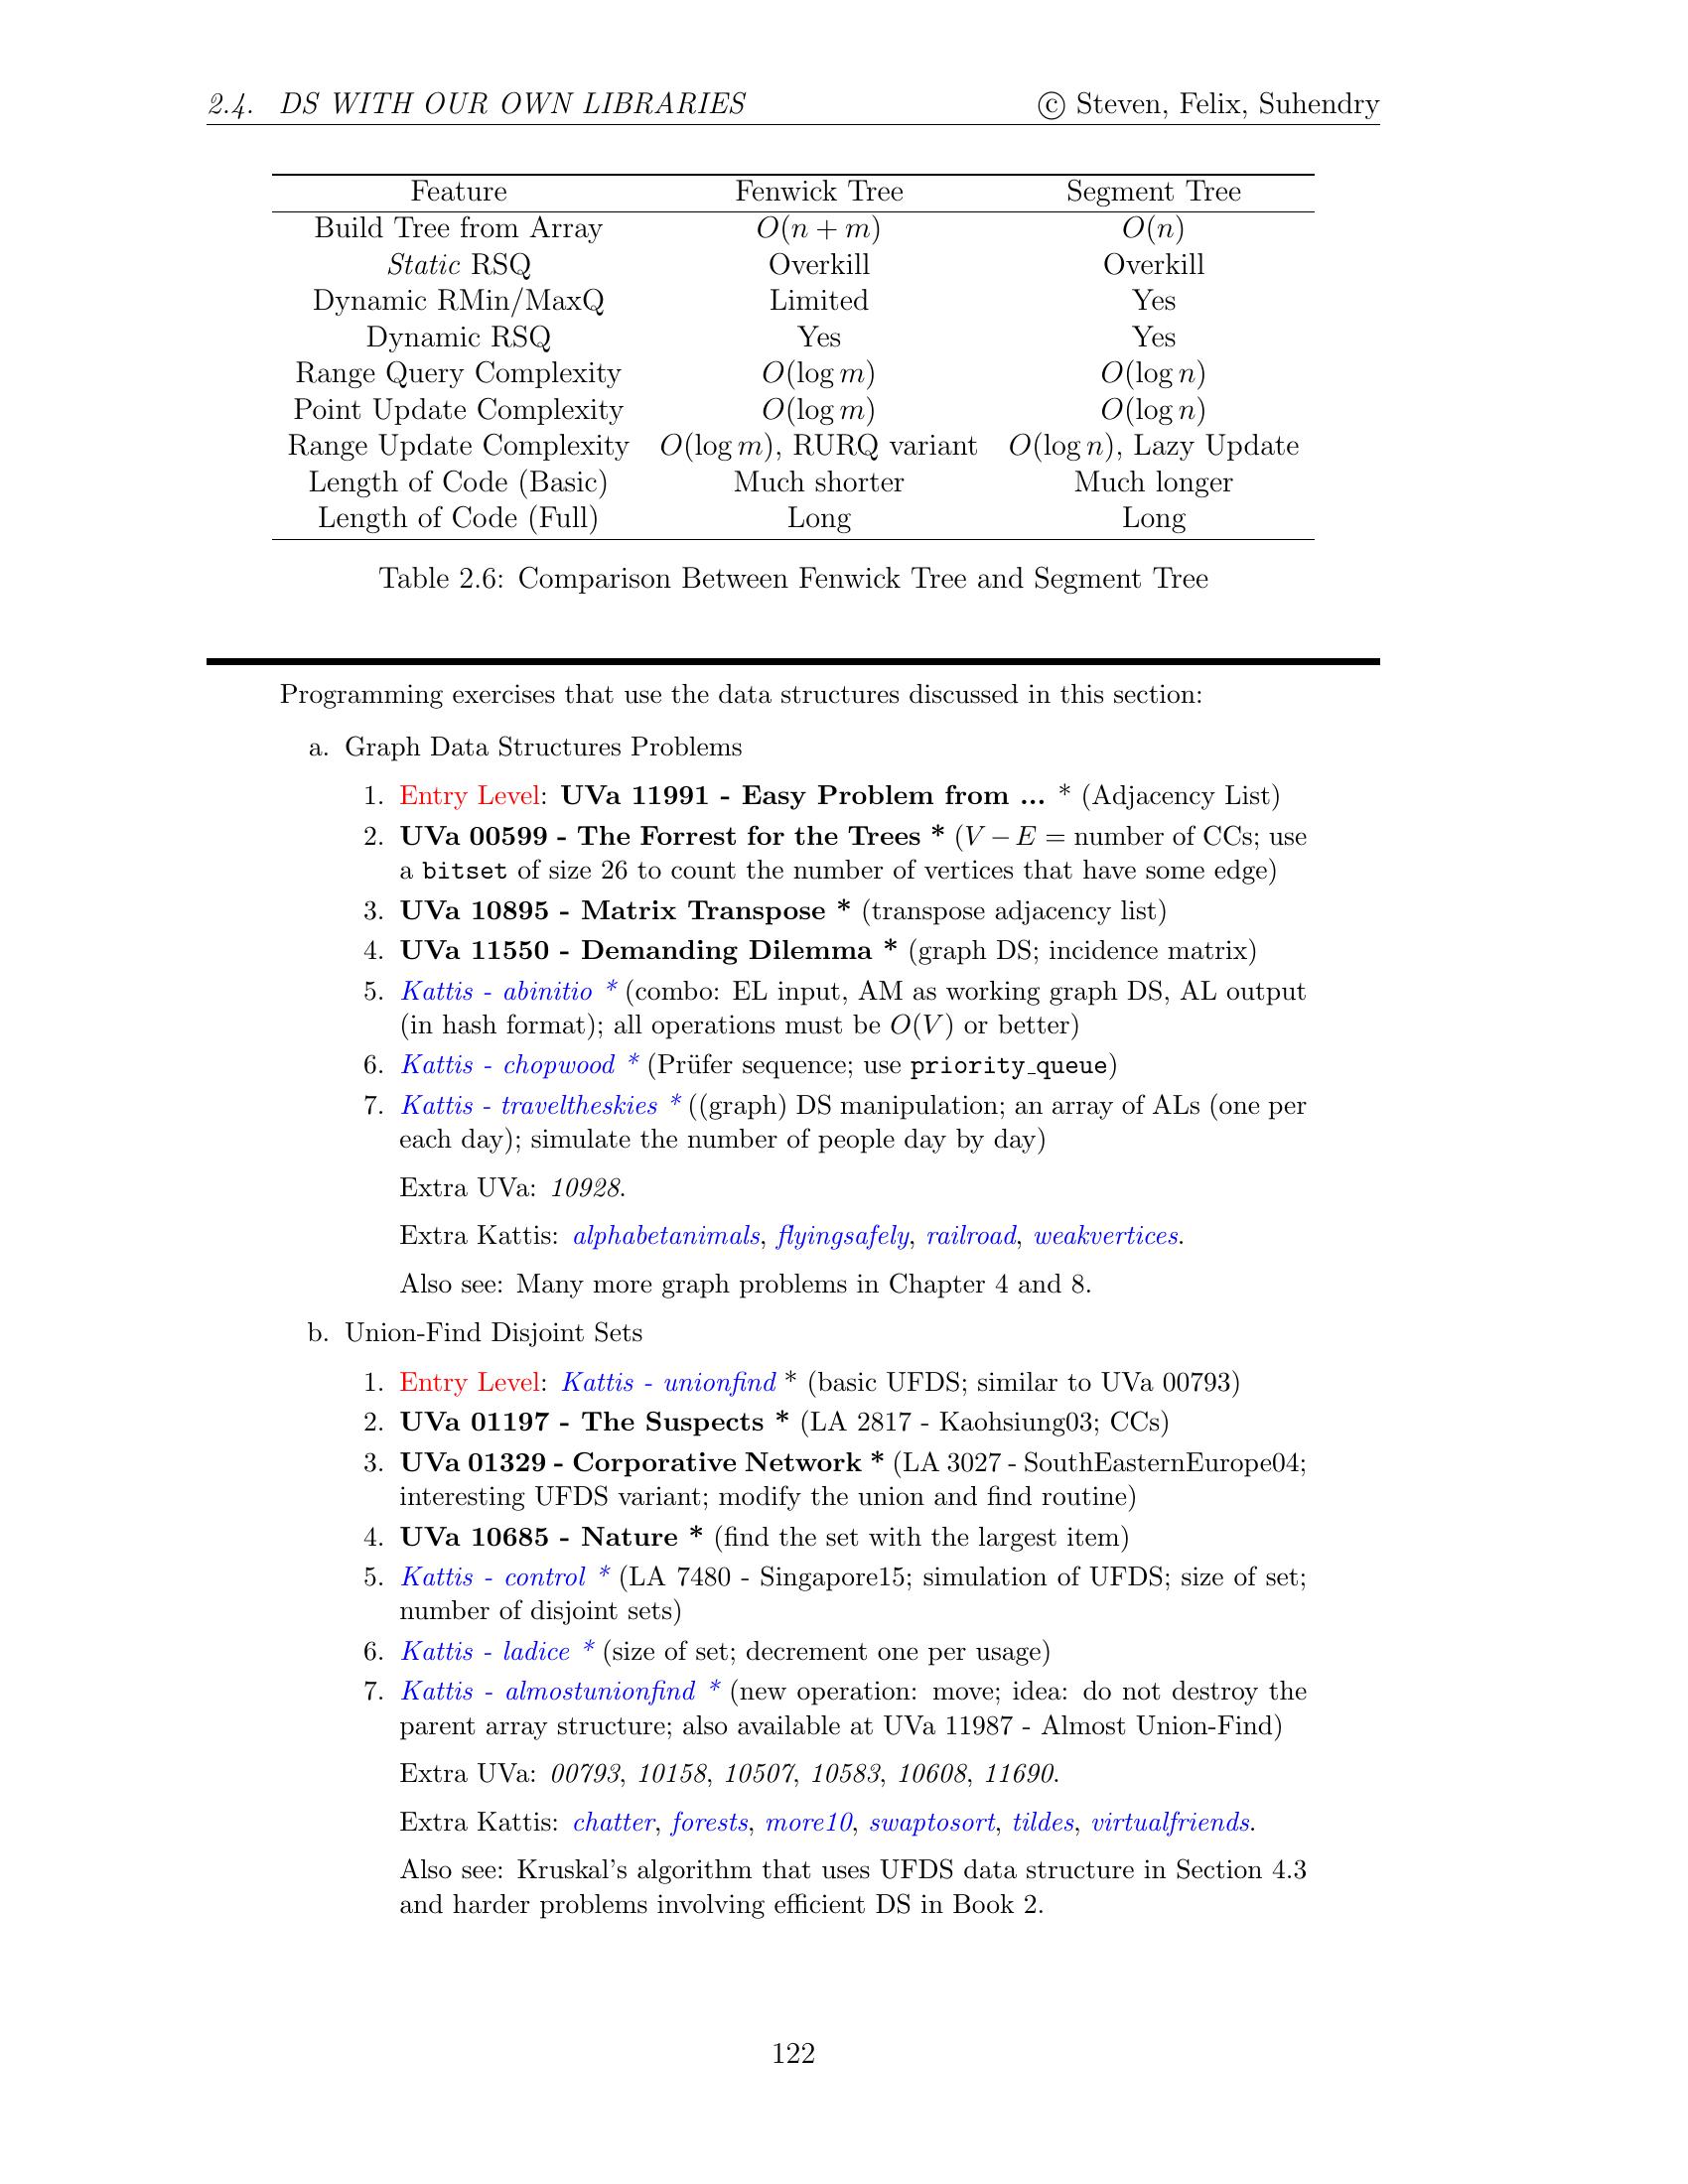 2.4. DS WITH OUR OWN LIBRARIES © Steven, Felix, Suhendry
Feature Fenwick Tree Segment Tree
Build Tree from Array O(n + m) O(n)
Static RSQ Overkill Overkill
Dynamic RMin/MaxQ Limited Yes
Dynamic RSQ Yes Yes
Range Query Complexity O(log m) O(log n)
Point Update Complexity O(log m) O(log n)
Range Update Complexity O(log m), RURQ variant O(log n), Lazy Update
Length of Code (Basic) Much shorter Much longer
Length of Code (Full) Long Long
Table 2.6: Comparison Between Fenwick Tree and Segment Tree
Programming exercises that use the data structures discussed in this section:
a. Graph Data Structures Problems
1. Entry Level: UVa 11991 - Easy Problem from ... * (Adjacency List)
2. UVa 00599 - The Forrest for the Trees * (V − E = number of CCs; use
a bitset of size 26 to count the number of vertices that have some edge)
3. UVa 10895 - Matrix Transpose * (transpose adjacency list)
4. UVa 11550 - Demanding Dilemma * (graph DS; incidence matrix)
5. Kattis - abinitio * (combo: EL input, AM as working graph DS, AL output
(in hash format); all operations must be O(V) or better)
6. Kattis - chopwood * (Prüfer sequence; use priority_queue)
7. Kattis - traveltheskies * ((graph) DS manipulation; an array of ALs (one per
each day); simulate the number of people day by day)
Extra UVa: 10928.
Extra Kattis: alphabetanimals, flyingsafely, railroad, weakvertices.
Also see: Many more graph problems in Chapter 4 and 8.
b. Union-Find Disjoint Sets
1. Entry Level: Kattis - unionfind * (basic UFDS; similar to UVa 00793)
2. UVa 01197 - The Suspects * (LA 2817 - Kaohsiung03; CCs)
3. UVa 01329 - Corporative Network * (LA 3027 - SouthEasternEurope04;
interesting UFDS variant; modify the union and find routine)
4. UVa 10685 - Nature * (find the set with the largest item)
5. Kattis - control * (LA 7480 - Singapore15; simulation of UFDS; size of set;
number of disjoint sets)
6. Kattis - ladice * (size of set; decrement one per usage)
7. Kattis - almostunionfind * (new operation: move; idea: do not destroy the
parent array structure; also available at UVa 11987 - Almost Union-Find)
Extra UVa: 00793, 10158, 10507, 10583, 10608, 11690.
Extra Kattis: chatter, forests, more10, swaptosort, tildes, virtualfriends.
Also see: Kruskal's algorithm that uses UFDS data structure in Section 4.3
and harder problems involving efficient DS in Book 2.
122